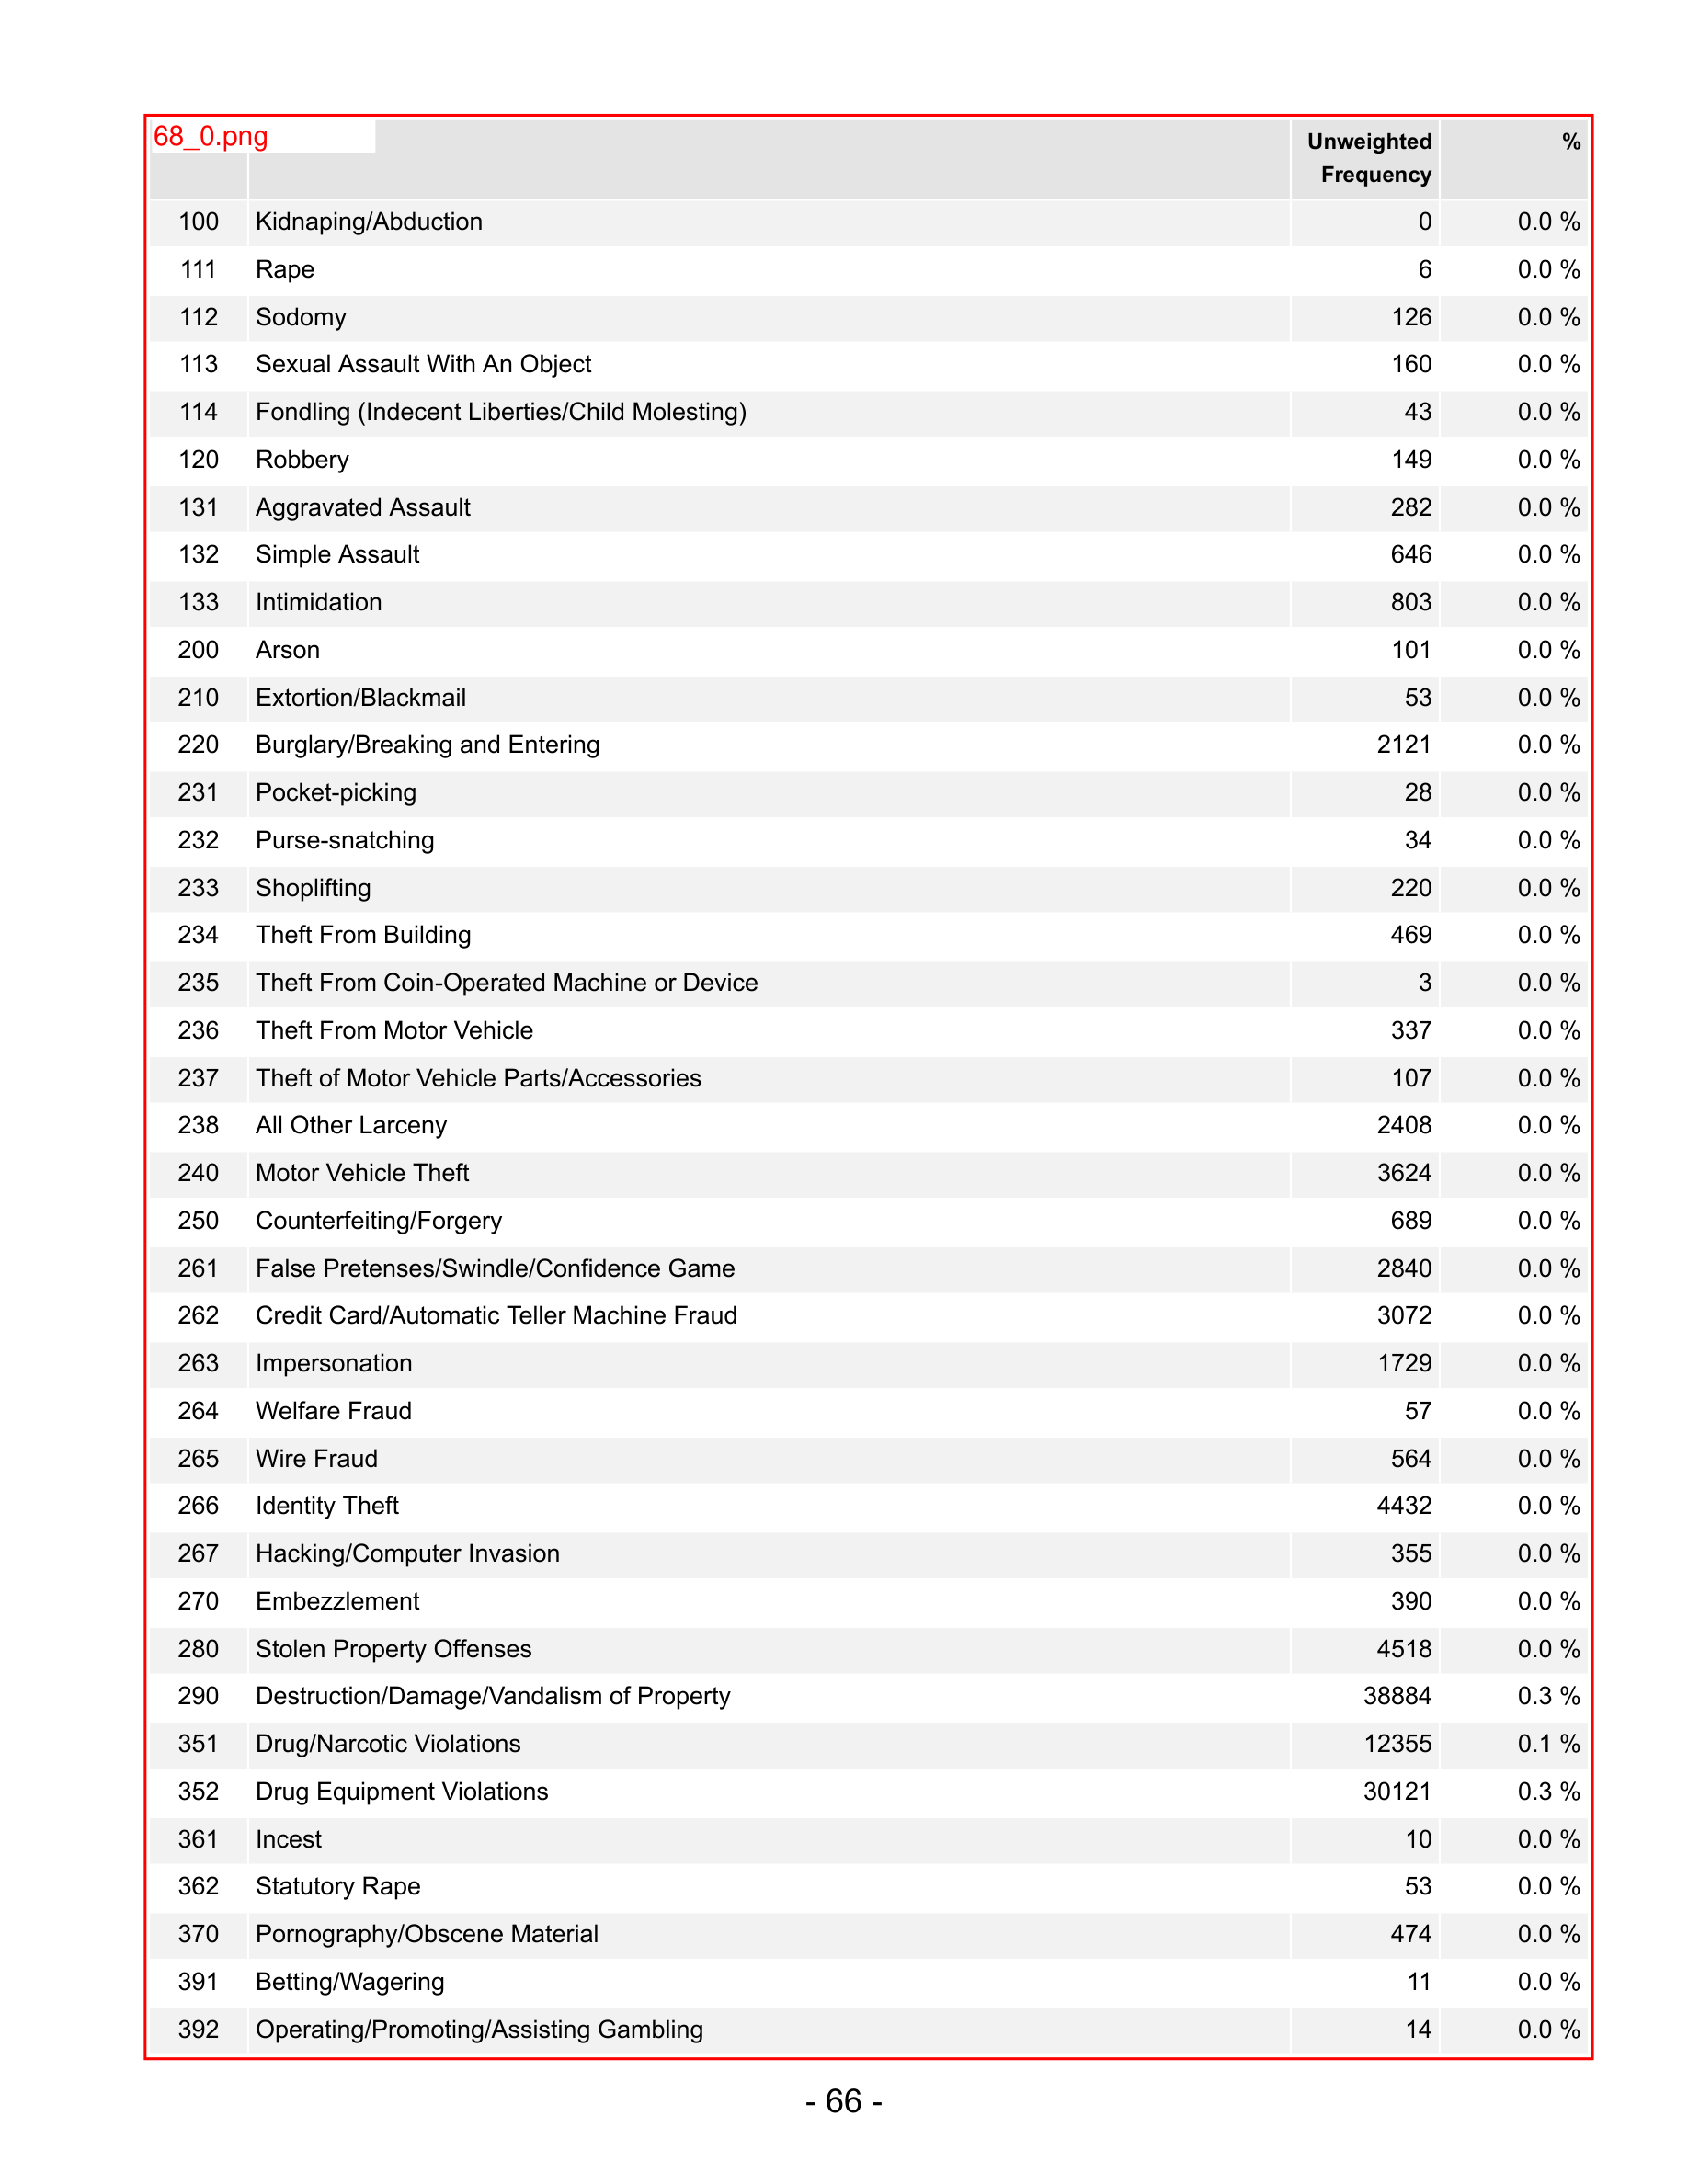 68_0.png
Unweighted Frequency %
100 Kidnaping/Abduction 0 0.0 %
111 Rape 6 0.0 %
112 Sodomy 126 0.0 %
113 Sexual Assault With An Object 160 0.0 %
114 Fondling (Indecent Liberties/Child Molesting) 43 0.0 %
120 Robbery 149 0.0 %
131 Aggravated Assault 282 0.0 %
132 Simple Assault 646 0.0 %
133 Intimidation 803 0.0 %
200 Arson 101 0.0 %
210 Extortion/Blackmail 53 0.0 %
220 Burglary/Breaking and Entering 2121 0.0 %
231 Pocket-picking 28 0.0 %
232 Purse-snatching 34 0.0 %
233 Shoplifting 220 0.0 %
234 Theft From Building 469 0.0 %
235 Theft From Coin-Operated Machine or Device 3 0.0 %
236 Theft From Motor Vehicle 337 0.0 %
237 Theft of Motor Vehicle Parts/Accessories 107 0.0 %
238 All Other Larceny 2408 0.0 %
240 Motor Vehicle Theft 3624 0.0 %
250 Counterfeiting/Forgery 689 0.0 %
261 False Pretenses/Swindle/Confidence Game 2840 0.0 %
262 Credit Card/Automatic Teller Machine Fraud 3072 0.0 %
263 Impersonation 1729 0.0 %
264 Welfare Fraud 57 0.0 %
265 Wire Fraud 564 0.0 %
266 Identity Theft 4432 0.0 %
267 Hacking/Computer Invasion 355 0.0 %
270 Embezzlement 390 0.0 %
280 Stolen Property Offenses 4518 0.0 %
290 Destruction/Damage/Vandalism of Property 38884 0.3 %
351 Drug/Narcotic Violations 12355 0.1 %
352 Drug Equipment Violations 30121 0.3 %
361 Incest 10 0.0 %
362 Statutory Rape 53 0.0 %
370 Pornography/Obscene Material 474 0.0 %
391 Betting/Wagering 11 0.0 %
392 Operating/Promoting/Assisting Gambling 14 0.0 %
- 66 -